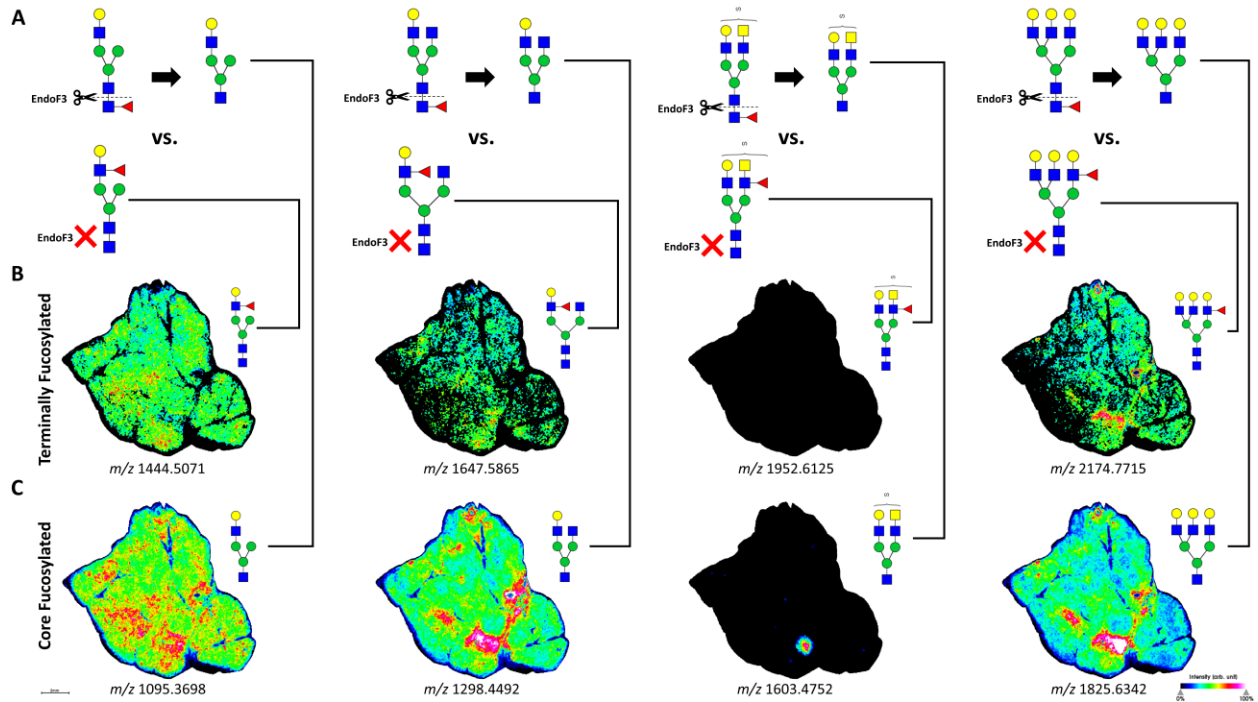 A
S
S
EndoF3
EndoF3
EndoF3
EndoF3
vs.
vs.
vs.
vs.
S
S
EndoF3
EndoF3
EndoF3
EndoF3
B
Terminally Fucosylated
S
m/z 1444.5071
m/z 1647.5865
m/z 1952.6125
m/z 2174.7715
C
Core Fucosylated
S
m/z 1095.3698
m/z 1298.4492
m/z 1603.4752
m/z 1825.6342
Intensity (arb. unit)
0%
100%